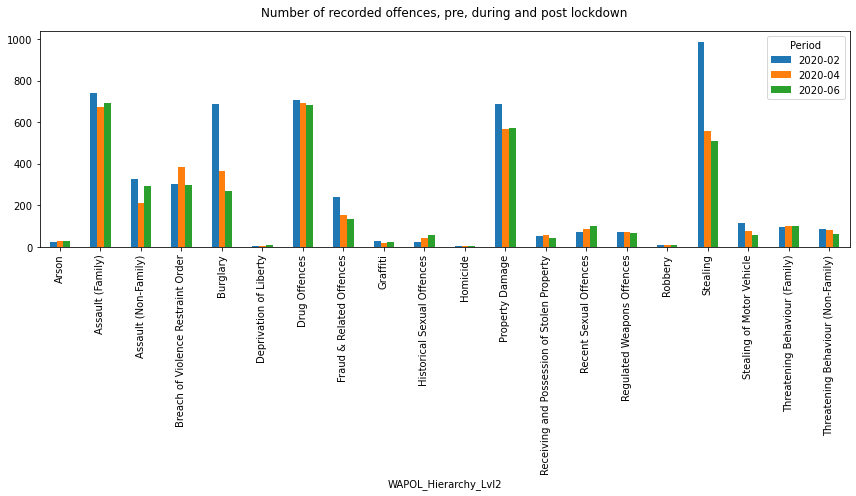 Number of recorded offences, pre, during and post lockdown
1000
800
600
400
200
0
Period
2020-02
2020-04
2020-06
Arson
Assault (Family)
Assault (Non-Family)
Breach of Violence Restraint Order
Burglary
Deprivation of Liberty
Drug Offences
Fraud & Related Offences
Graffiti
Historical Sexual Offences
Homicide
Property Damage
Receiving and Possession of Stolen Property
Recent Sexual Offences
Regulated Weapons Offences
Robbery
Stealing
Stealing of Motor Vehicle
Threatening Behaviour (Family)
Threatening Behaviour (Non-Family)
WAPOL_Hierarchy_Lvl2